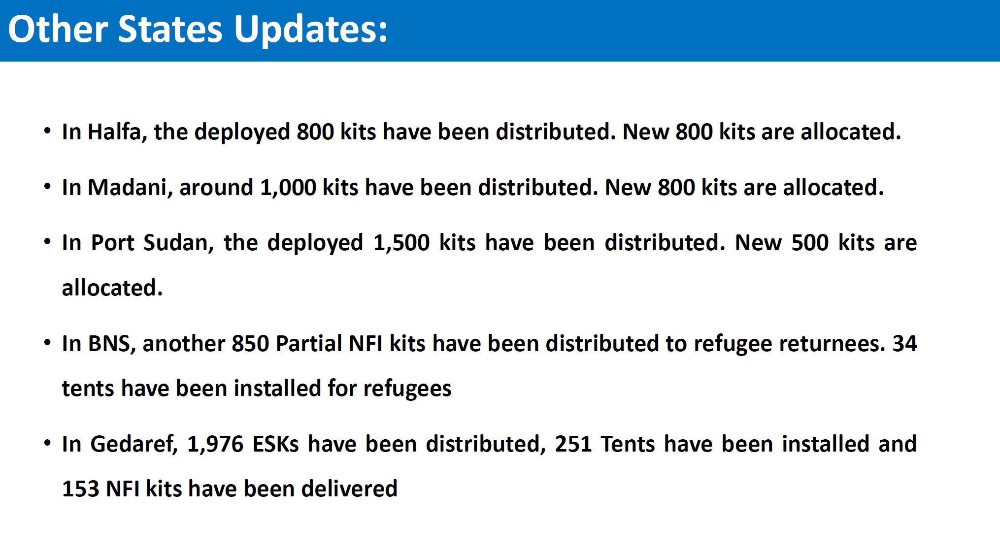 Other States Updates:
• In Halfa, the deployed 800 kits have been distributed. New 800 kits are allocated.
• In Madani, around 1,000 kits have been distributed. New 800 kits are allocated.
• In Port Sudan, the deployed 1,500 kits have been distributed. New 500 kits are
allocated.
• In BNS, another 850 Partial NFI kits have been distributed to refugee returnees. 34
tents have been installed for refugees
• In Gedaref, 1,976 ESKs have been distributed, 251 Tents have been installed and
153 NFI kits have been delivered